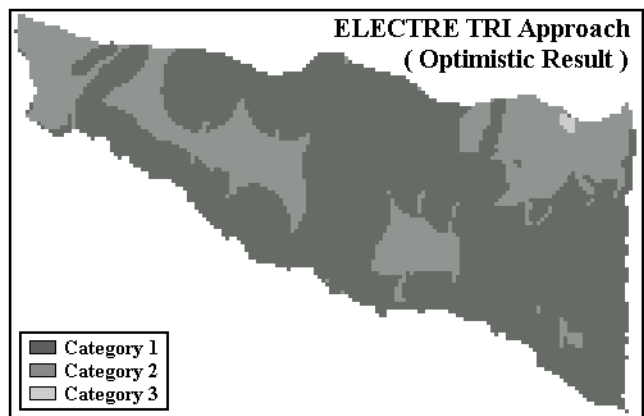 ELECTRE TRI Approach
( Optimistic Result )
Category 1
Category 2
Category 3